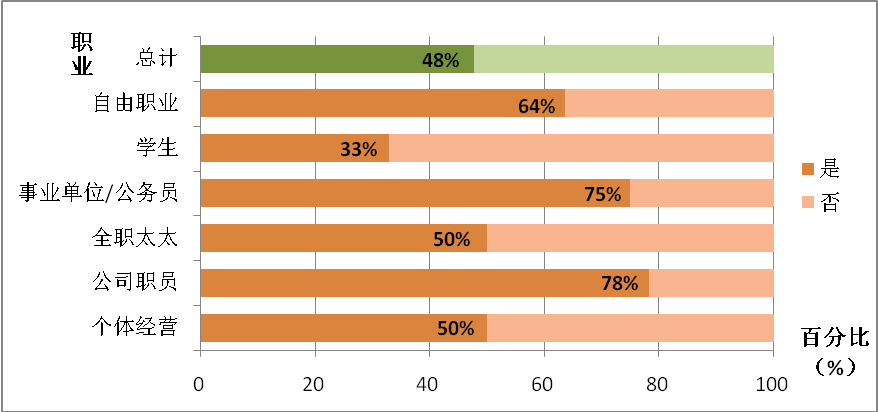 职
业
总计
48%
自由职业
64%
学生
33%
事业单位/公务员
75%
全职太太
50%
公司职员
78%
个体经营
50%
是
否
0 20 40 60 80 100
百分比
（%）